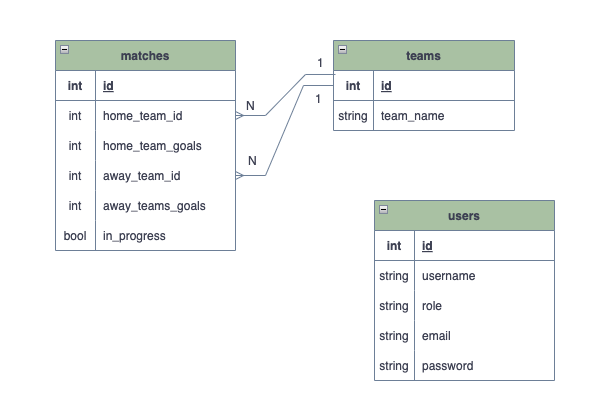 matches
int id
int home_team_id
int home_team_goals
int away_team_id
int away_teams_goals
bool in_progress
N
N
1
1
teams
int id
string team_name
users
int id
string username
string role
string email
string password